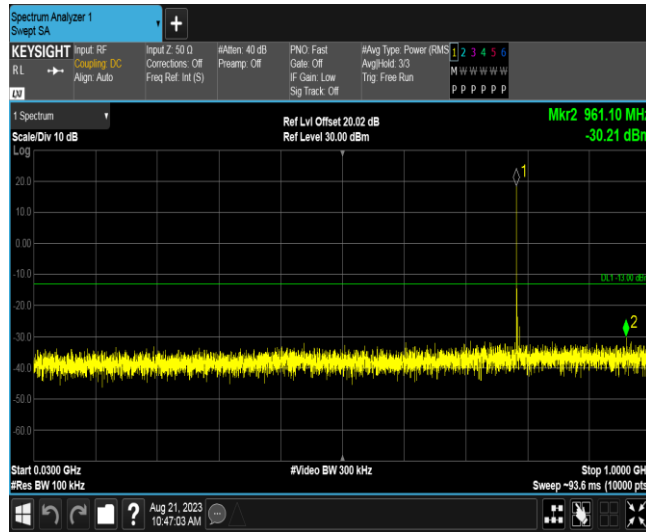 Spectrum Analyzer 1
Swept SA
+
KEYSIGHT Input: RF Input Z: 50 Ω #Atten: 40 dB PNO: Fast #Avg Type: Power (RMS 1 2 3 4 5 6
RL Coupling: DC Corrections: Off Preamp: Off Gate: Off Avg|Hold: 3/3 M W W W W W
Align: Auto Freq Ref: Int (S) IF Gain: Low Trig: Free Run
Sig Track: Off P P P P P P
LXI
1 Spectrum Ref Lvl Offset 20.02 dB Mkr2 961.10 MHz
Scale/Div 10 dB Ref Level 30.00 dBm -30.21 dBm
Log
1
20.0
10.0
0.00
-10.0
DL1 -13.00 dBm
-20.0
2
-30.0
-40.0
-50.0
-60.0
Start 0.0300 GHz #Video BW 300 kHz Stop 1.0000 GH
#Res BW 100 kHz Sweep ~93.6 ms (10000 pts
? Aug 21, 2023
10:47:03 AM